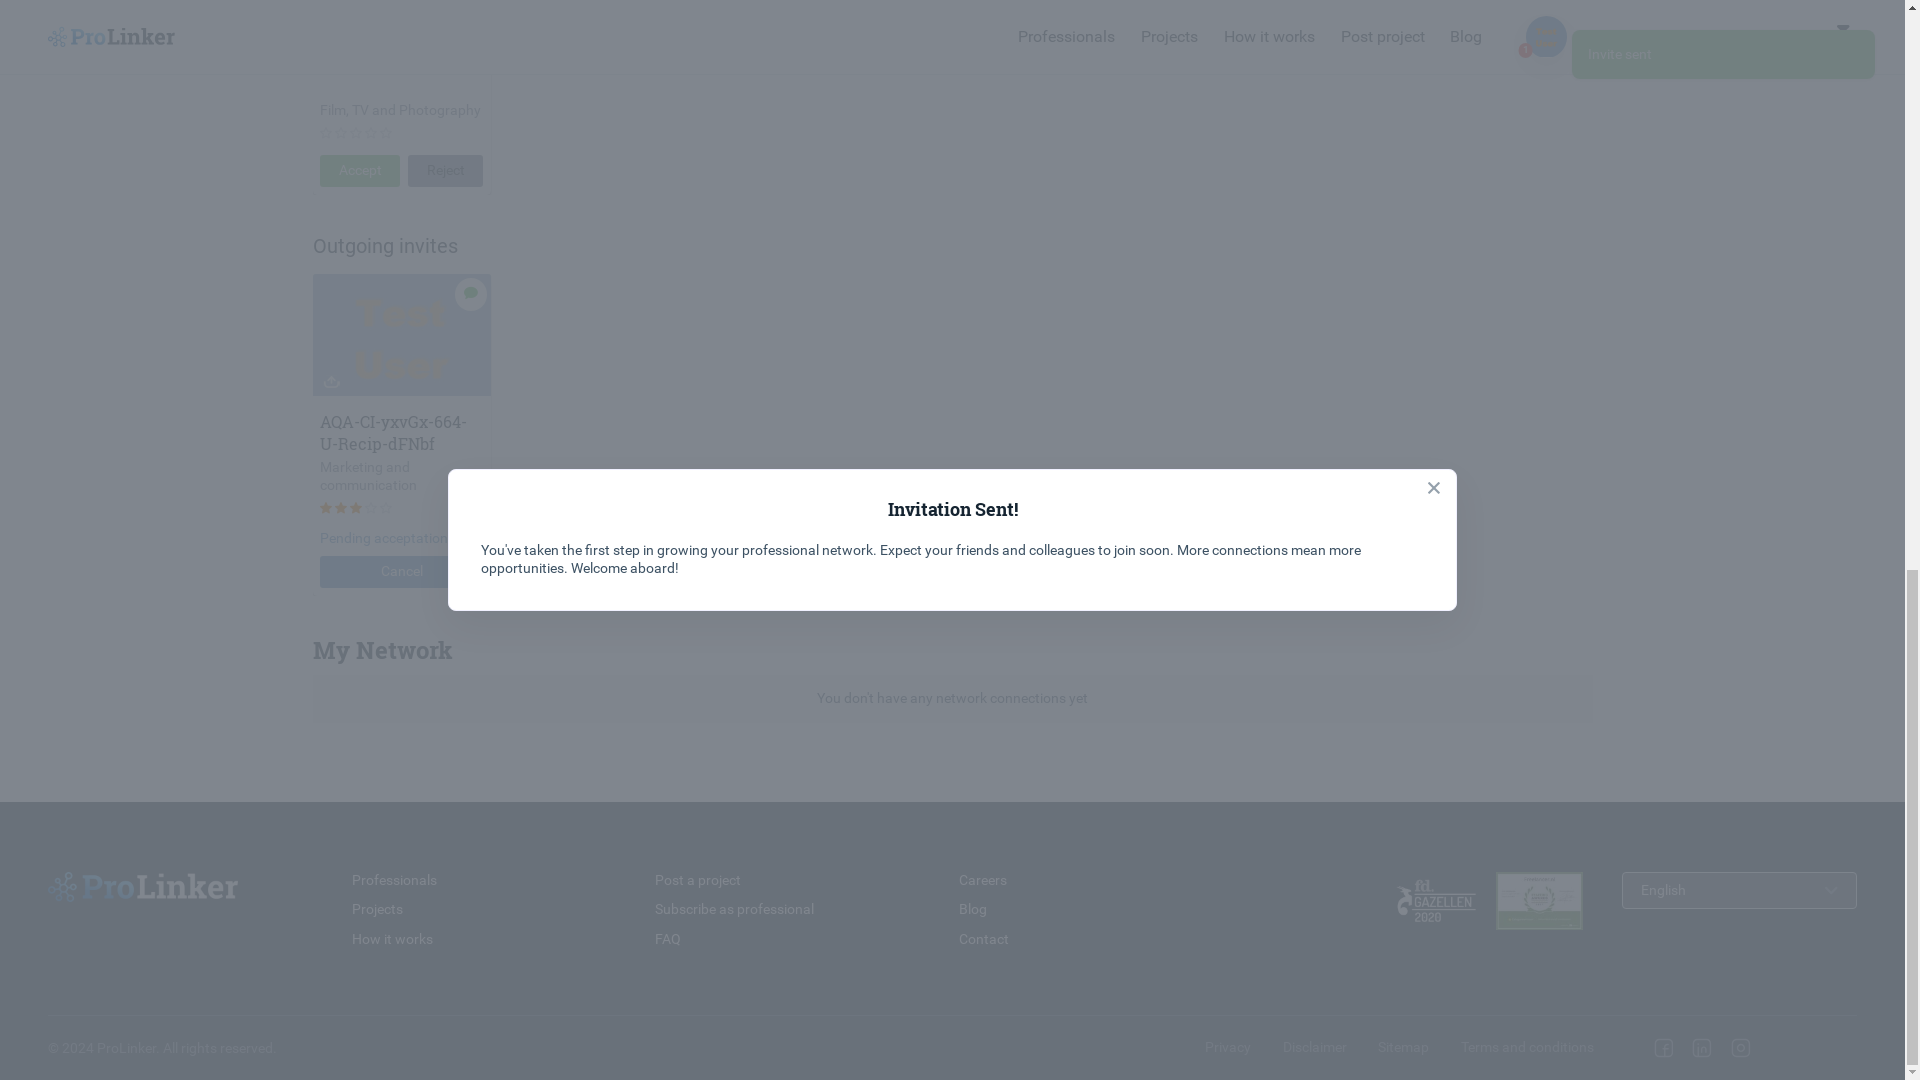 ProLinker
Professionals
Projects
How it works
Post project
Blog
Invite sent
Film, TV and Photography
Accept
Reject
Outgoing invites
Test
User
AQA-CI-yxvGx-664-
U-Recip-dFNbf
Marketing and
communication
Pending acceptation
Cancel
Invitation Sent!
You've taken the first step in growing your professional network. Expect your friends and colleagues to join soon. More connections mean more
opportunities. Welcome aboard!
My Network
You don't have any network connections yet
ProLinker
Professionals
Projects
How it works
Post a project
Subscribe as professional
FAQ
Careers
Blog
Contact
fd.
GAZELLEN
2020
English
© 2024 ProLinker. All rights reserved
Privacy
Disclaimer
Sitemap
Terms and conditions